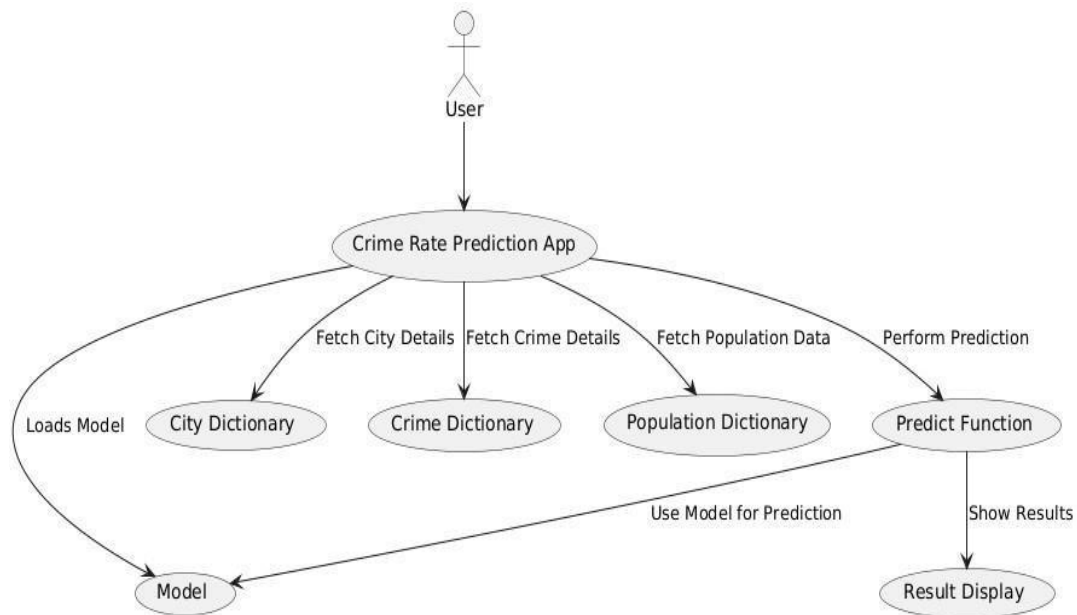 User
Crime Rate Prediction App
Fetch City Details
Fetch Crime Details
Fetch Population Data
Perform Prediction
Loads Model
City Dictionary
Crime Dictionary
Population Dictionary
Predict Function
Use Model for Prediction
Show Results
Model
Result Display